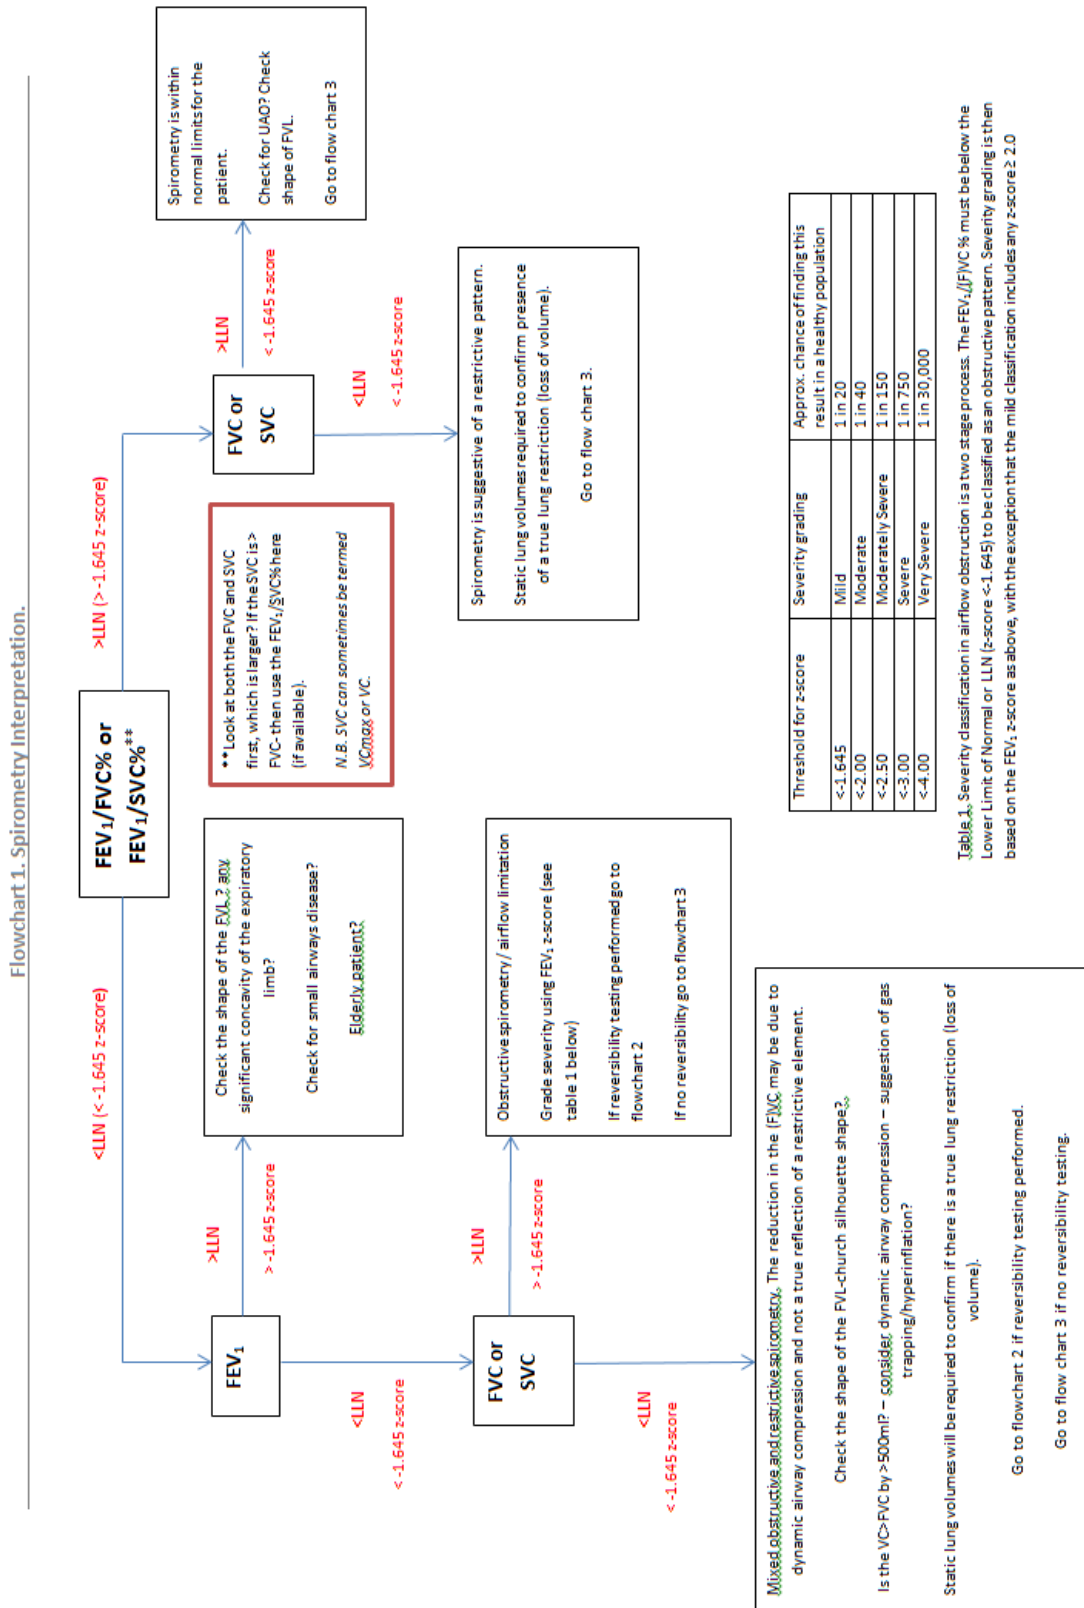 Flowchart 1. Spirometry Interpretation.
FEV₁/FVC% or
FEV₁/SVC%**
<LLN (< -1.645 z-score)
>LLN (> -1.645 z-score)
FEV₁
>LLN
> -1.645 z-score
Check the shape of the FVL ? any
significant concavity of the expiratory
limb?
Check for small airways disease?
Elderly patient?
**Look at both the FVC and SVC
first, which is larger? If the SVC is >
FVC- then use the FEV₁/SVC% here
(if available).
N.B. SVC can sometimes be termed
VCmax or VC.
FVC or
SVC
>LLN
< -1.645 z-score
Spirometry is within
normal limits for the
patient.
Check for UAO? Check
shape of FVL.
Go to flow chart 3
<LLN
< -1.645 z-score
Spirometry is suggestive of a restrictive pattern.
Static lung volumes required to confirm presence
of a true lung restriction (loss of volume).
Go to flow chart 3.
<LLN
< -1.645 z-score
FVC or
SVC
>LLN
> -1.645 z-score
Obstructive spirometry / airflow limitation
Grade severity using FEV₁ z-score (see
table 1 below)
If reversibility testing performed go to
flowchart 2
If no reversibility go to flowchart 3
<LLN
< -1.645 z-score
Mixed obstructive and restrictive spirometry. The reduction in the (F)VC may be due to
dynamic airway compression and not a true reflection of a restrictive element.
Check the shape of the FVL-church silhouette shape?
Is the VC>FVC by >500ml? – consider dynamic airway compression – suggestion of gas
trapping/hyperinflation?
Static lung volumes will be required to confirm if there is a true lung restriction (loss of
volume).
Go to flowchart 2 if reversibility testing performed.
Go to flow chart 3 if no reversibility testing.
Threshold for z-score Severity grading Approx. chance of finding this
result in a healthy population
<-1.645 Mild 1 in 20
<-2.00 Moderate 1 in 40
<-2.50 Moderately Severe 1 in 150
<-3.00 Severe 1 in 750
<-4.00 Very Severe 1 in 30,000
Table 1. Severity classification in airflow obstruction is a two stage process. The FEV₁/(F)VC % must be below the
Lower Limit of Normal or LLN (z-score <-1.645) to be classified as an obstructive pattern. Severity grading is then
based on the FEV₁ z-score as above, with the exception that the mild classification includes any z-score ≥ 2.0